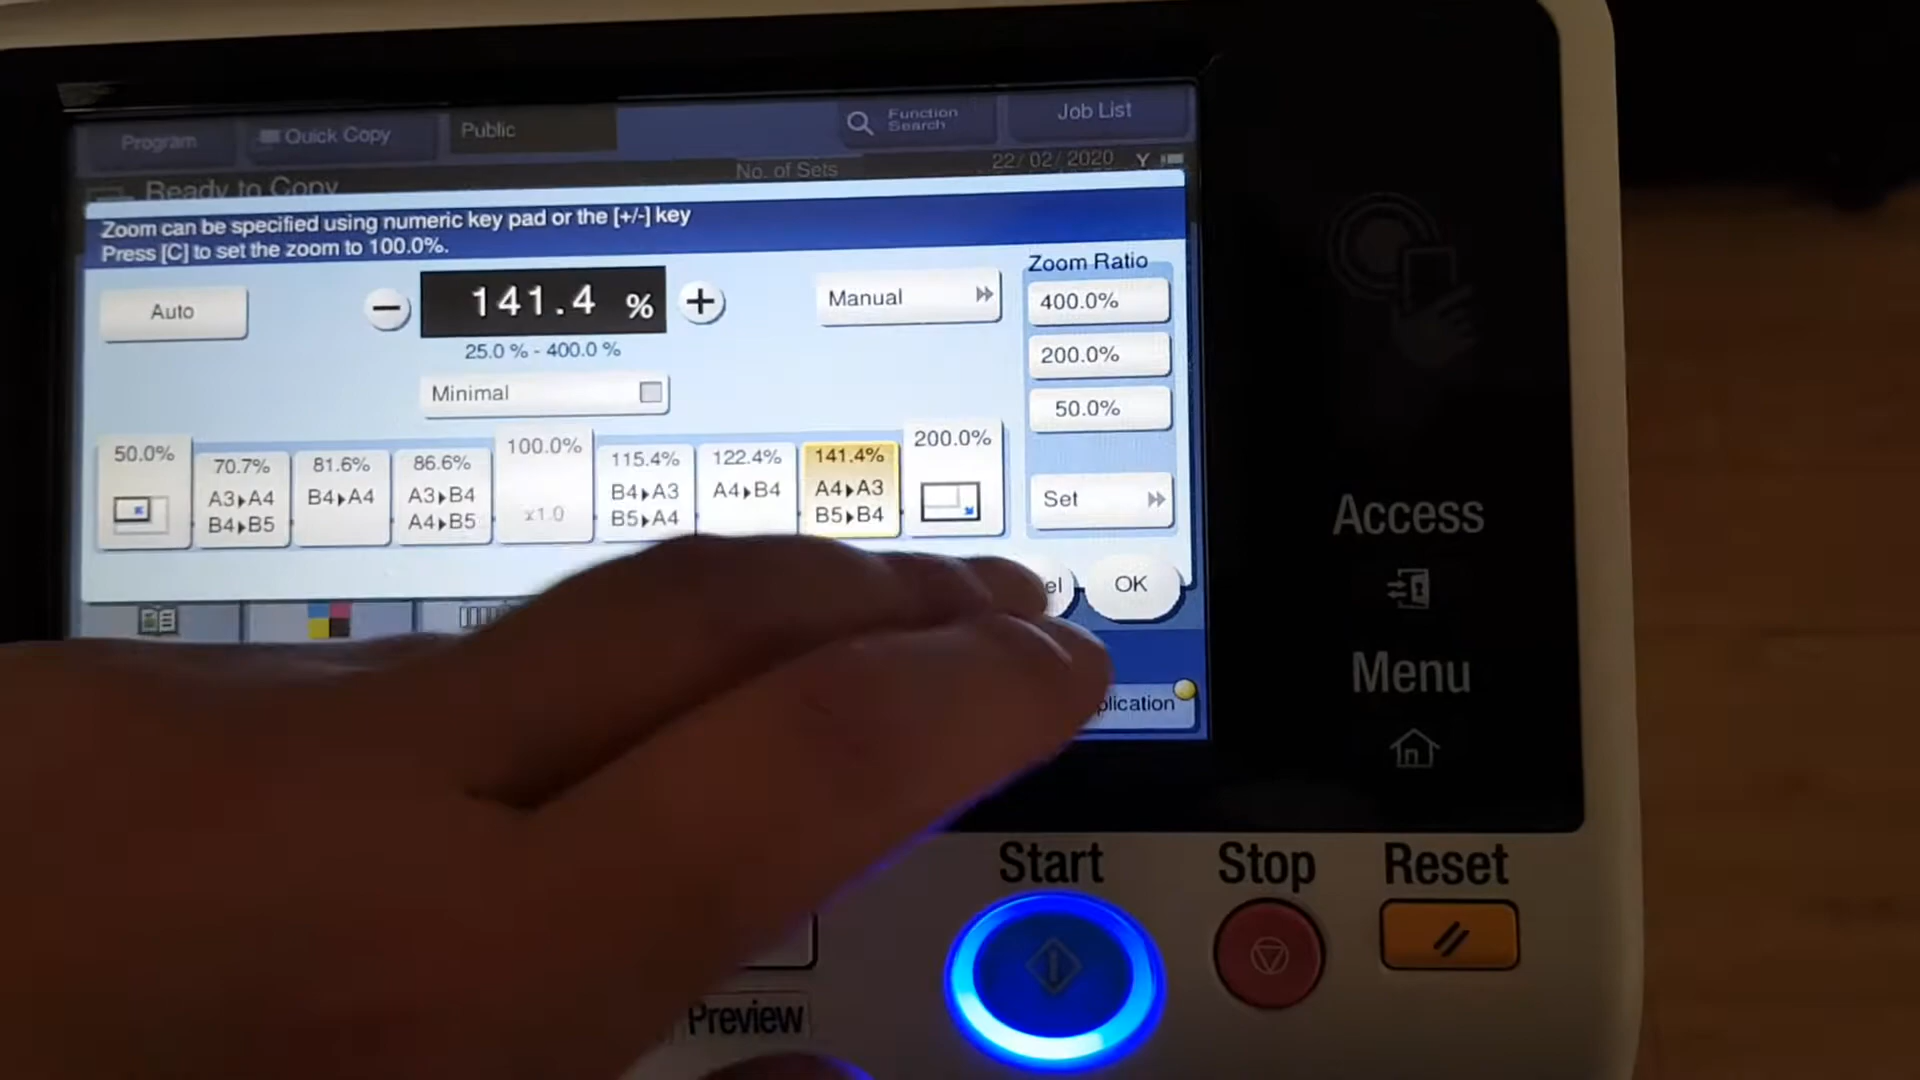 Program
Quick Copy
Public
Function
Search
Job List
Ready to Copy
No. of Sets
22/02/2020
Y
Zoom can be specified using numeric key pad or the [+/-] key
Press [C] to set the zoom to 100.0%.
Auto
−
141.4 %
+
25.0 % - 400.0 %
Minimal
Manual
Zoom Ratio
400.0%
200.0%
50.0%
Set
50.0%
70.7%
A3▶A4
B4▶B5
81.6%
B4▶A4
86.6%
A3▶B4
A4▶B5
100.0%
x1.0
115.4%
B4▶A3
B5▶A4
122.4%
A4▶B4
141.4%
A4▶A3
B5▶B4
200.0%
el
OK
plication
Access
Menu
Start
Stop
Reset
Preview